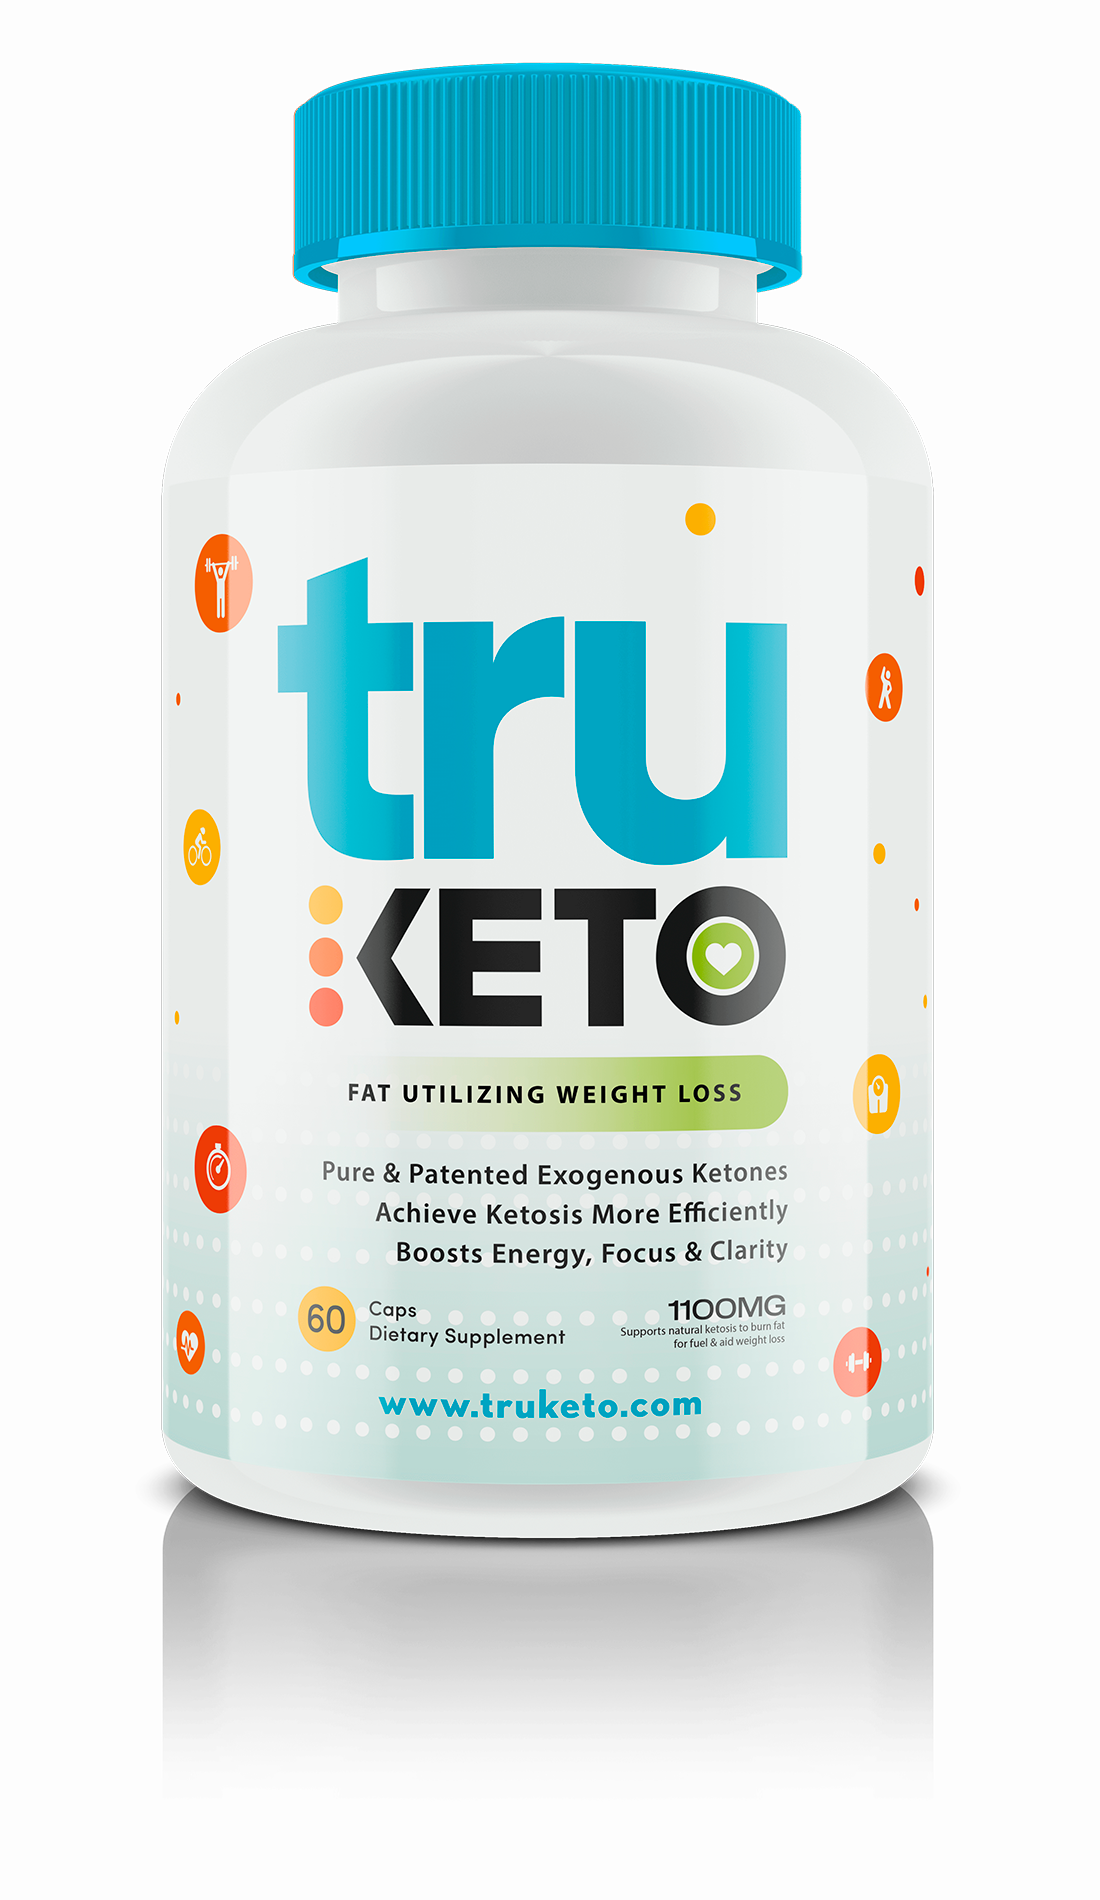 tru
KETO
FAT UTILIZING WEIGHT LOSS
Pure & Patented Exogenous Ketones
Achieve Ketosis More Efficiently
Boosts Energy, Focus & Clarity
60
Caps
Dietary Supplement
1100MG
Supports natural ketosis to burn fat
for fuel & aid weight loss
www.truketo.com